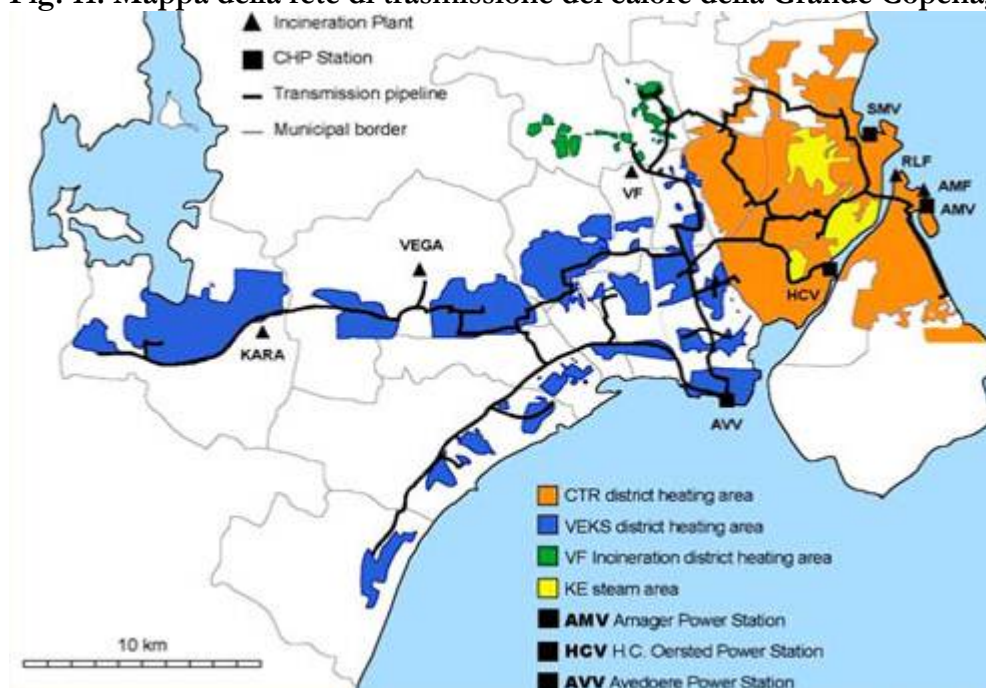 Fig. 11. Mappa della rete di trasmissione del calore della Grande Copenag
Incineration Plant
CHP Station
Transmission pipeline
Municipal border
SMV
RLF
AMF
AMV
VF
VEGA
HCV
KARA
AVV
CTR district heating area
VEKS district heating area
VF Incineration district heating area
KE steam area
AMV Amager Power Station
HCV H.C. Oersted Power Station
AVV Avedoere Power Station
10 km